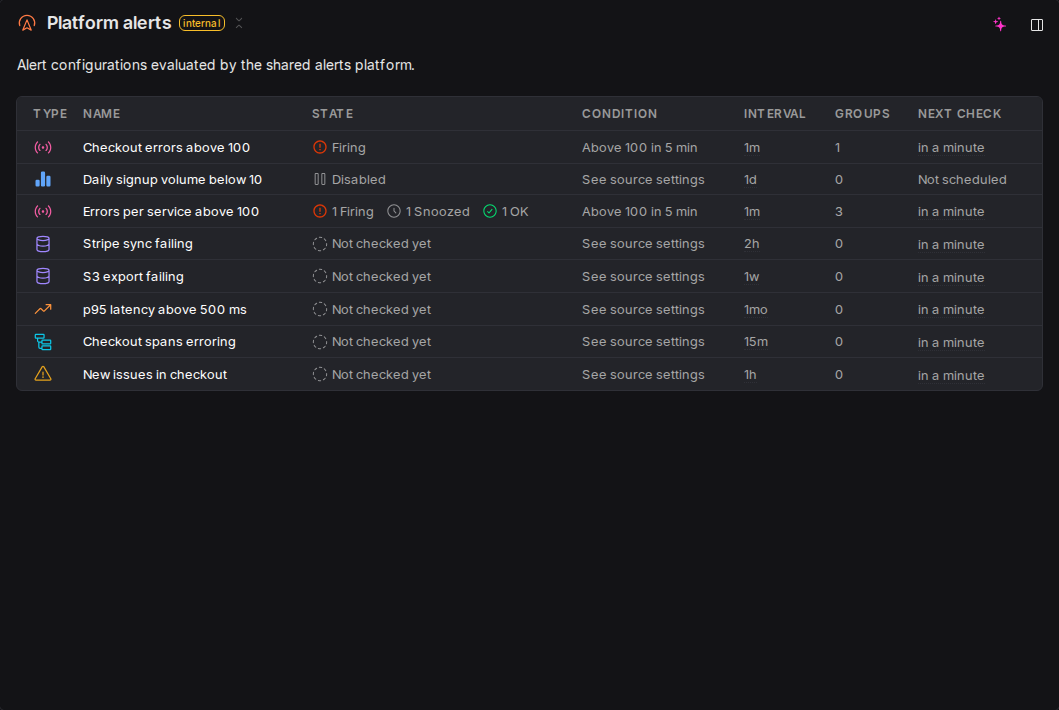 Platform alerts internal
Alert configurations evaluated by the shared alerts platform.
TYPE NAME STATE CONDITION INTERVAL GROUPS NEXT CHECK
Checkout errors above 100 Firing Above 100 in 5 min 1m 1 in a minute
Daily signup volume below 10 Disabled See source settings 1d 0 Not scheduled
Errors per service above 100 1 Firing 1 Snoozed 1 OK Above 100 in 5 min 1m 3 in a minute
Stripe sync failing Not checked yet See source settings 2h 0 in a minute
S3 export failing Not checked yet See source settings 1w 0 in a minute
p95 latency above 500 ms Not checked yet See source settings 1mo 0 in a minute
Checkout spans erroring Not checked yet See source settings 15m 0 in a minute
New issues in checkout Not checked yet See source settings 1h 0 in a minute